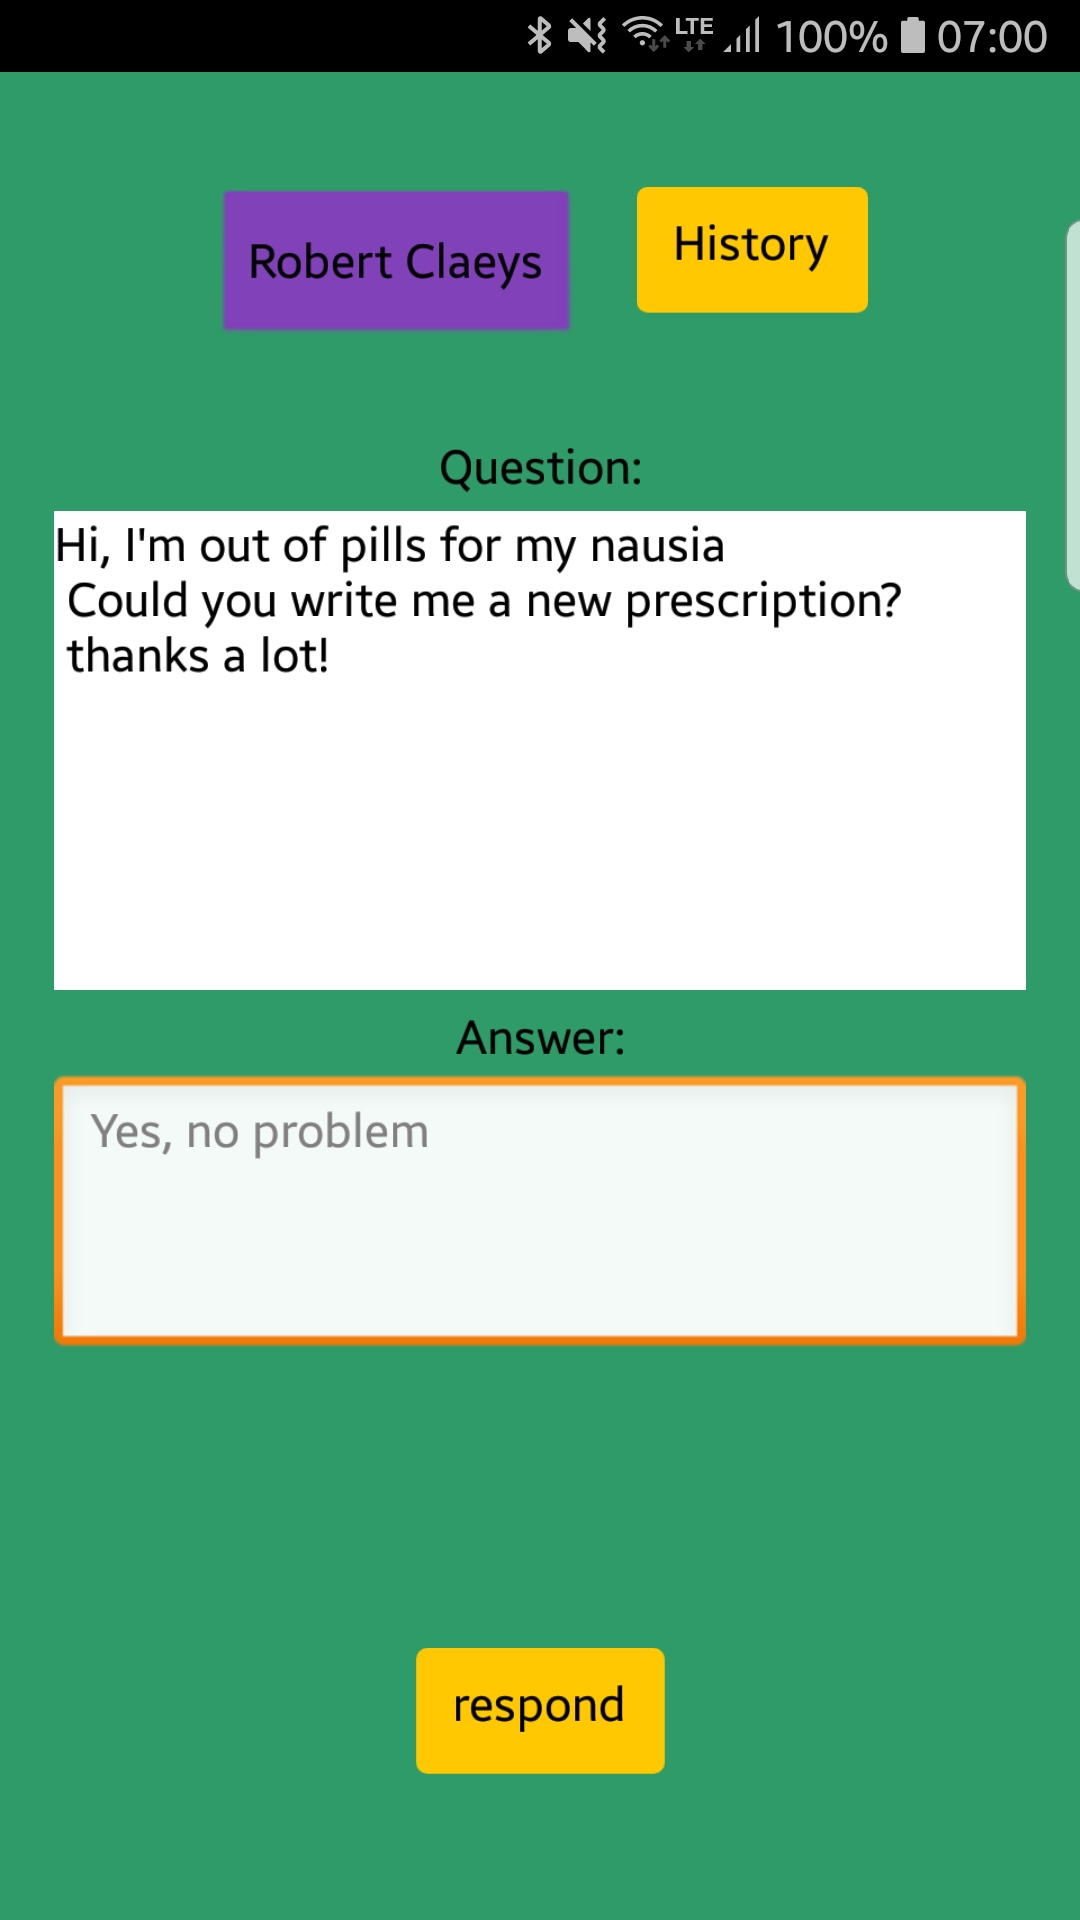 LTE 100% 07:00
Robert Claeys
History
Question:
Hi, I'm out of pills for my nausia
Could you write me a new prescription?
thanks a lot!
Answer:
Yes, no problem
respond